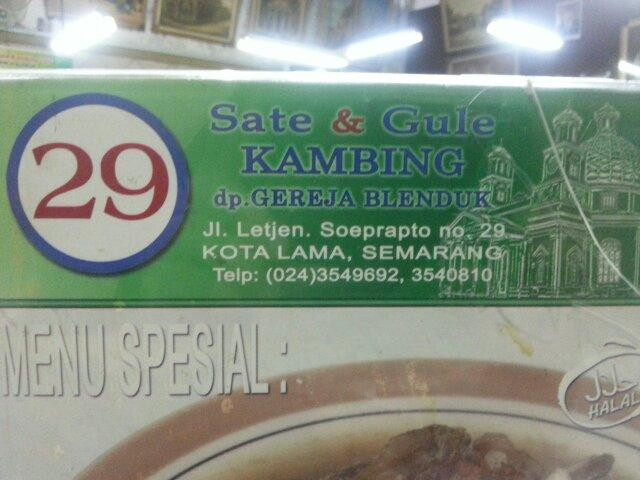 29
Sate & Gule
KAMBING
dp.GEREJA BLENDUK
Jl. Letjen. Soeprapto no. 29
KOTA LAMA, SEMARANG
Telp: (024)3549692, 3540810
MENU SPESIAL :
حلال
HALAL